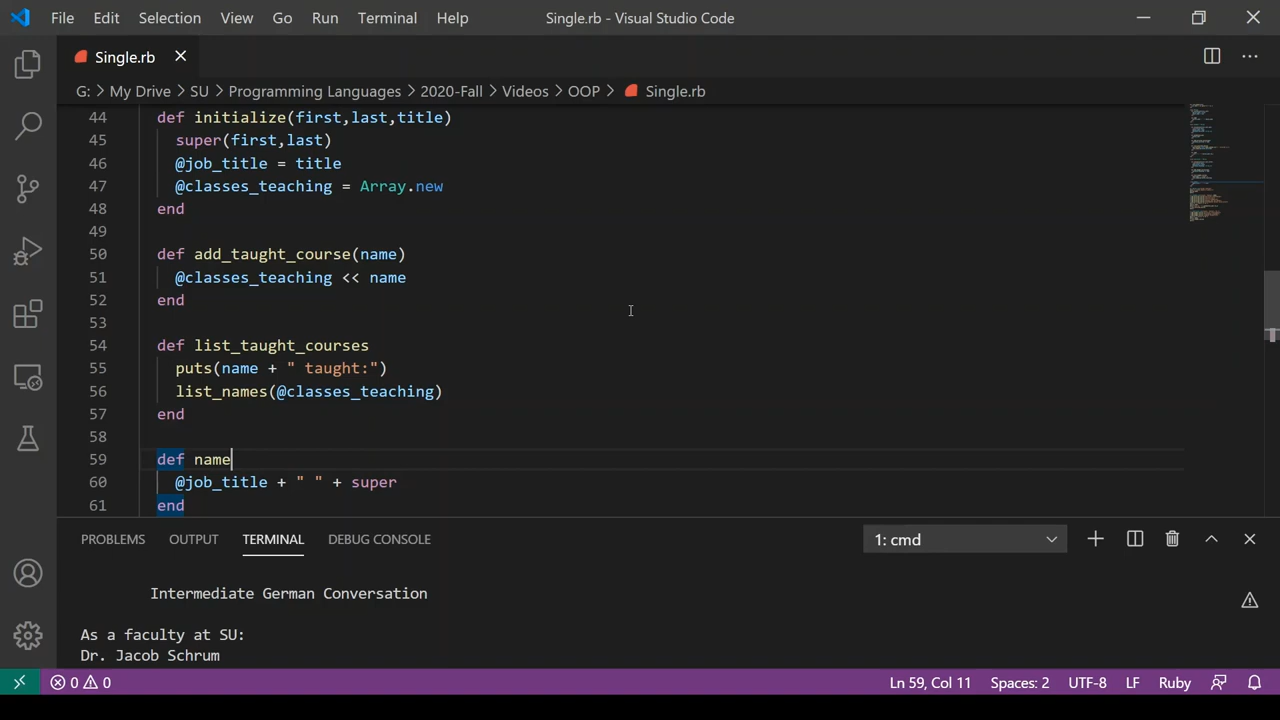 File Edit Selection View Go Run Terminal Help Single.rb - Visual Studio Code
Single.rb
G: > My Drive > SU > Programming Languages > 2020-Fall > Videos > OOP > Single.rb
44 def initialize(first,last,title)
45 super(first,last)
46 @job_title = title
47 @classes_teaching = Array.new
48 end
49
50 def add_taught_course(name)
51 @classes_teaching << name
52 end
53
54 def list_taught_courses
55 puts(name + " taught:")
56 list_names(@classes_teaching)
57 end
58
59 def name
60 @job_title + " " + super
61 end
PROBLEMS OUTPUT TERMINAL DEBUG CONSOLE 1: cmd
Intermediate German Conversation
As a faculty at SU:
Dr. Jacob Schrum
0 0 Ln 59, Col 11 Spaces: 2 UTF-8 LF Ruby